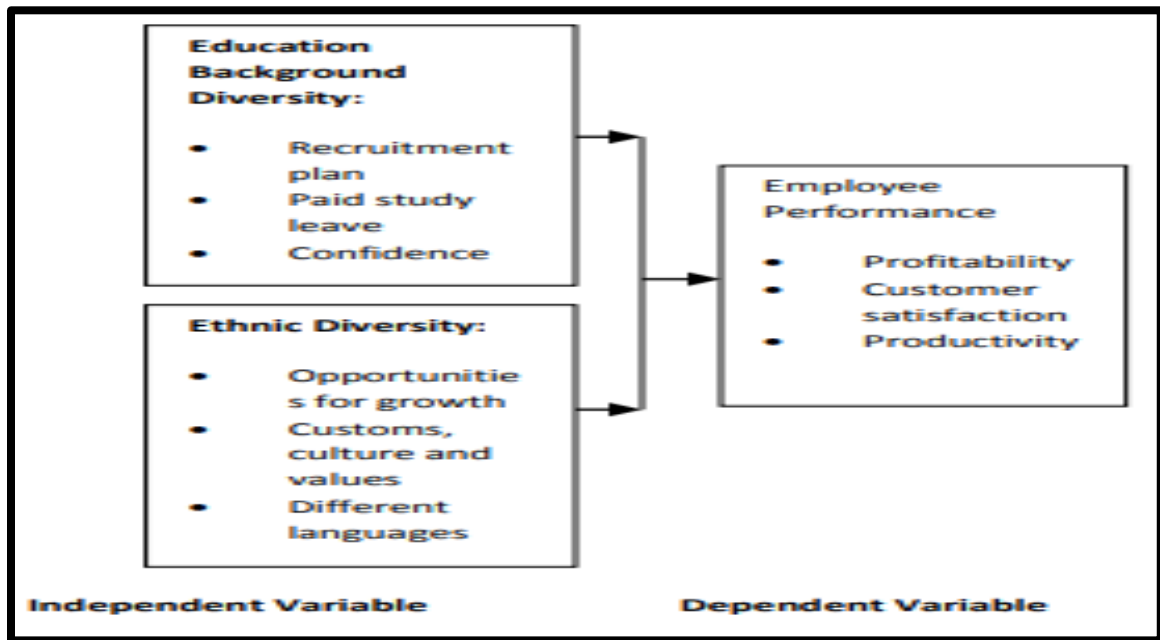 Education
Background
Diversity:
• Recruitment
plan
• Paid study
leave
• Confidence
Ethnic Diversity:
• Opportunitie
s for growth
• Customs,
culture and
values
• Different
languages
Employee
Performance
• Profitability
• Customer
satisfaction
• Productivity
Independent Variable
Dependent Variable